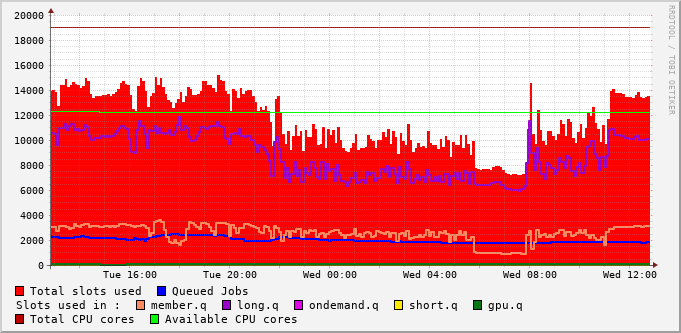 20000
18000
16000
14000
12000
10000
8000
6000
4000
2000
0
Tue 16:00 Tue 20:00 Wed 00:00 Wed 04:00 Wed 08:00 Wed 12:00
RRDTOOL / TOBI OETIKER
Total slots used Queued Jobs
Slots used in : member.q long.q ondemand.q short.q gpu.q
Total CPU cores Available CPU cores